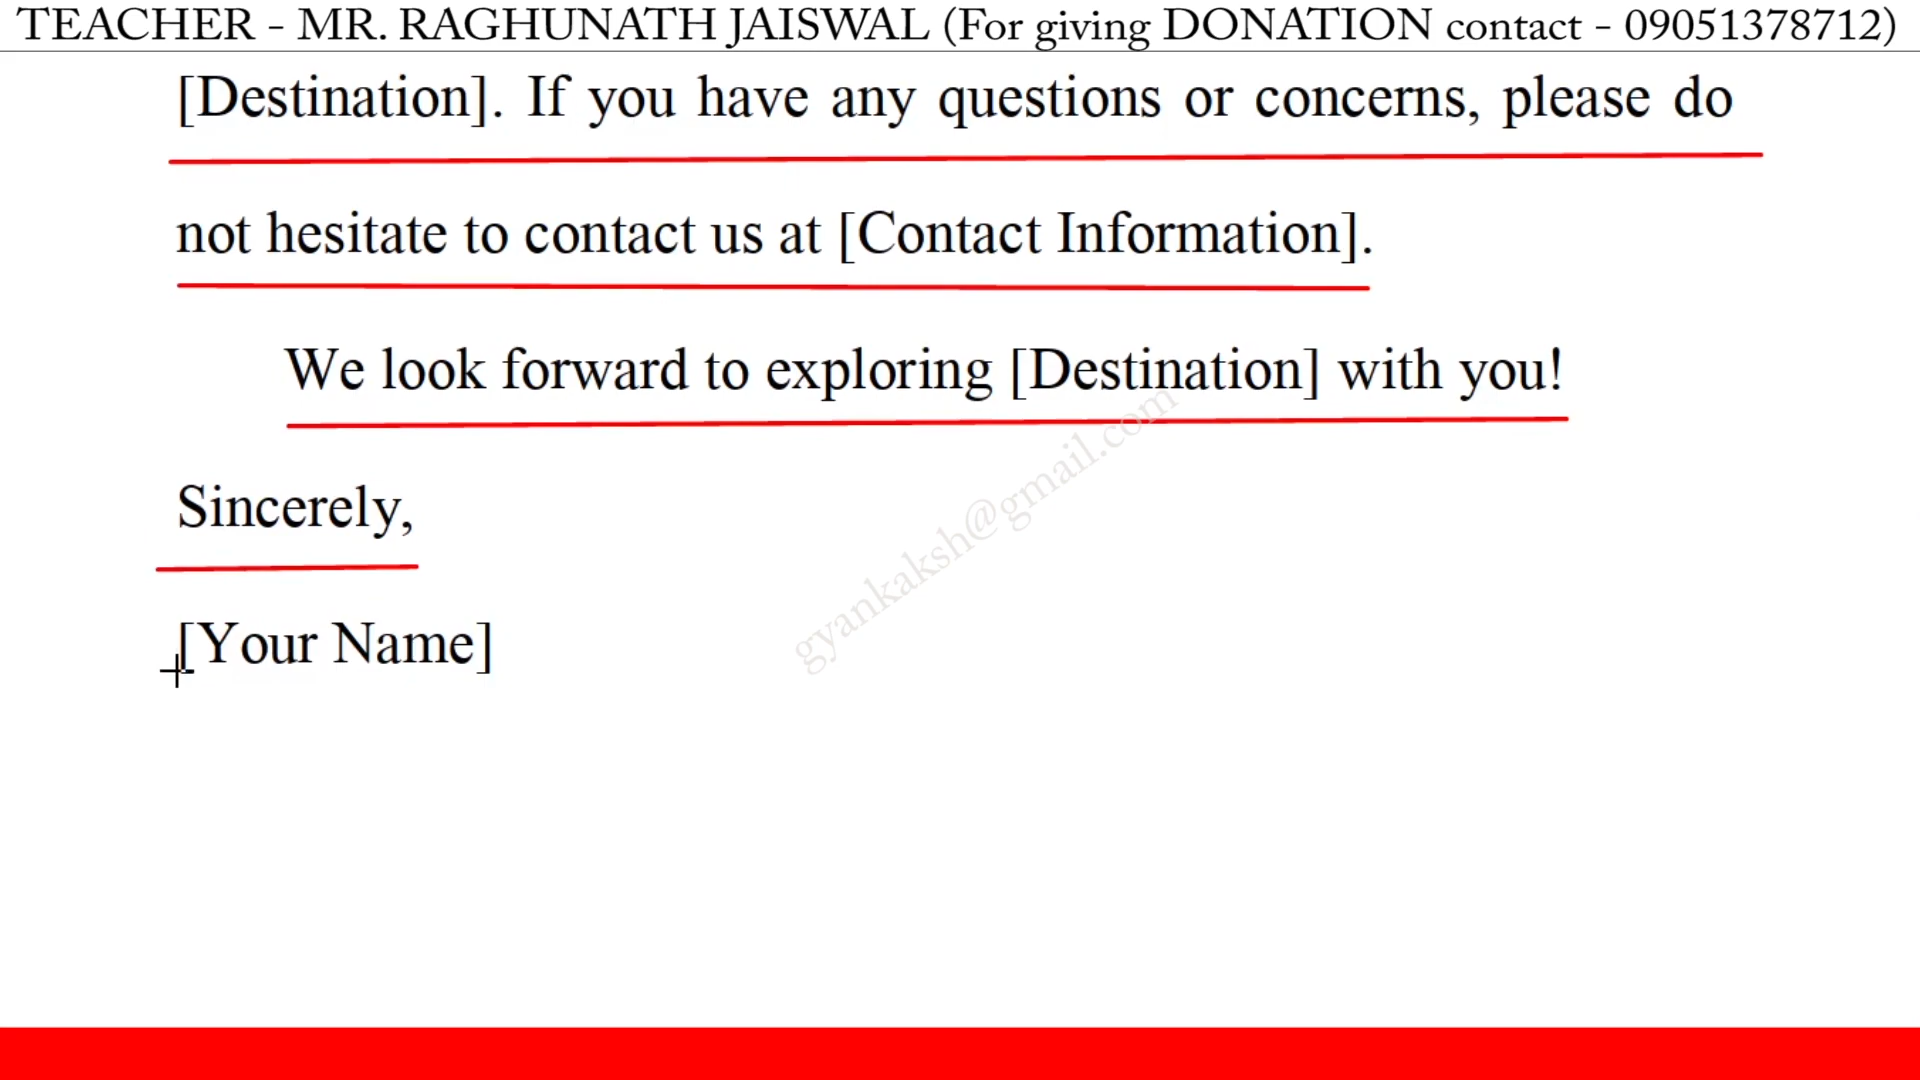 TEACHER - MR. RAGHUNATH JAISWAL (For giving DONATION contact - 09051378712)
[Destination]. If you have any questions or concerns, please do
not hesitate to contact us at [Contact Information].
We look forward to exploring [Destination] with you!
gyankaksh@gmail.com
Sincerely,
[Your Name]